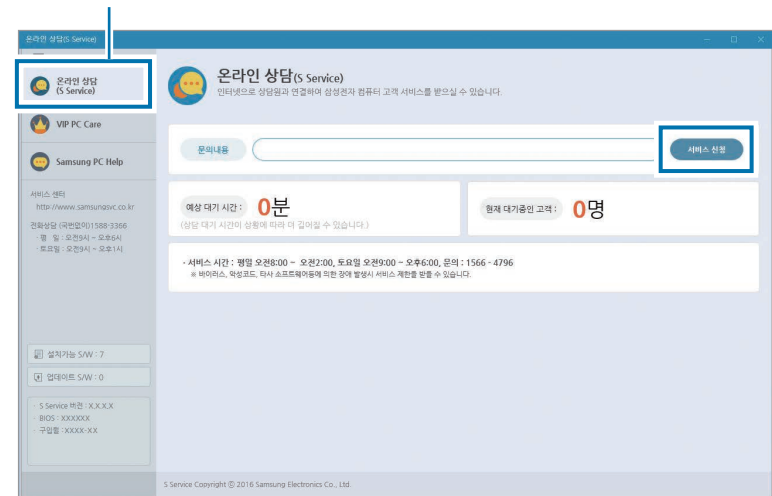 온라인 상담(S Service)
온라인 상담
(S Service)
VIP PC Care
Samsung PC Help
서비스 센터
http://www.samsungsvc.co.kr
전화상담 (국번없이)1588-3366
- 평 일 : 오전9시 ~ 오후6시
- 토요일 : 오전9시 ~ 오후1시
설치가능 S/W : 7
업데이트 S/W : 0
· S Service 버전 : X.X.X.X
· BIOS : XXXXXX
· 구입월 : XXXX-XX
온라인 상담(S Service)
인터넷으로 상담원과 연결하여 삼성전자 컴퓨터 고객 서비스를 받으실 수 있습니다.
문의내용
서비스 신청
예상 대기 시간 : 0분
(상담 대기 시간이 상황에 따라 더 길어질 수 있습니다.)
현재 대기중인 고객 : 0명
· 서비스 시간 : 평일 오전8:00 ~ 오전2:00, 토요일 오전9:00 ~ 오후6:00, 문의 : 1566 - 4796
※ 바이러스, 악성코드, 타사 소프트웨어등에 의한 장애 발생시 서비스 제한을 받을 수 있습니다.
S Service Copyright © 2016 Samsung Electronics Co., Ltd.